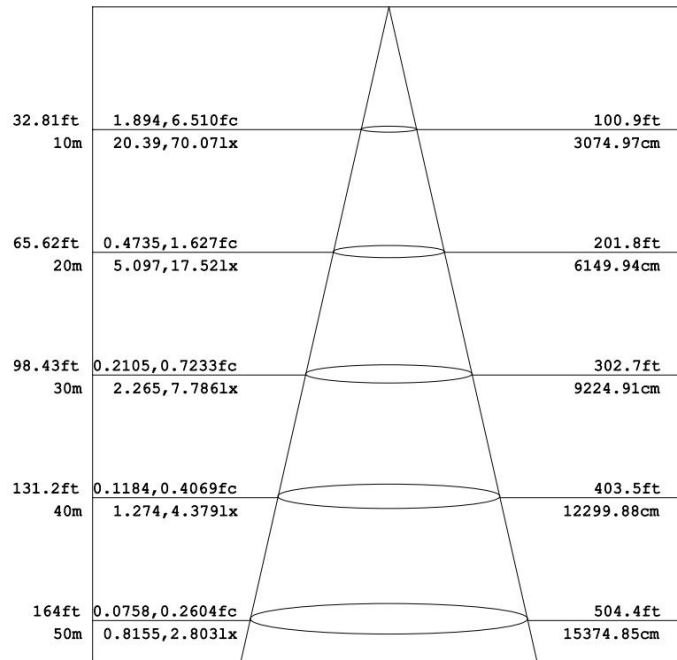 32.81ft 1.894,6.510fc 100.9ft
10m 20.39,70.07lx 3074.97cm
65.62ft 0.4735,1.627fc 201.8ft
20m 5.097,17.52lx 6149.94cm
98.43ft 0.2105,0.7233fc 302.7ft
30m 2.265,7.786lx 9224.91cm
131.2ft 0.1184,0.4069fc 403.5ft
40m 1.274,4.379lx 12299.88cm
164ft 0.0758,0.2604fc 504.4ft
50m 0.8155,2.803lx 15374.85cm